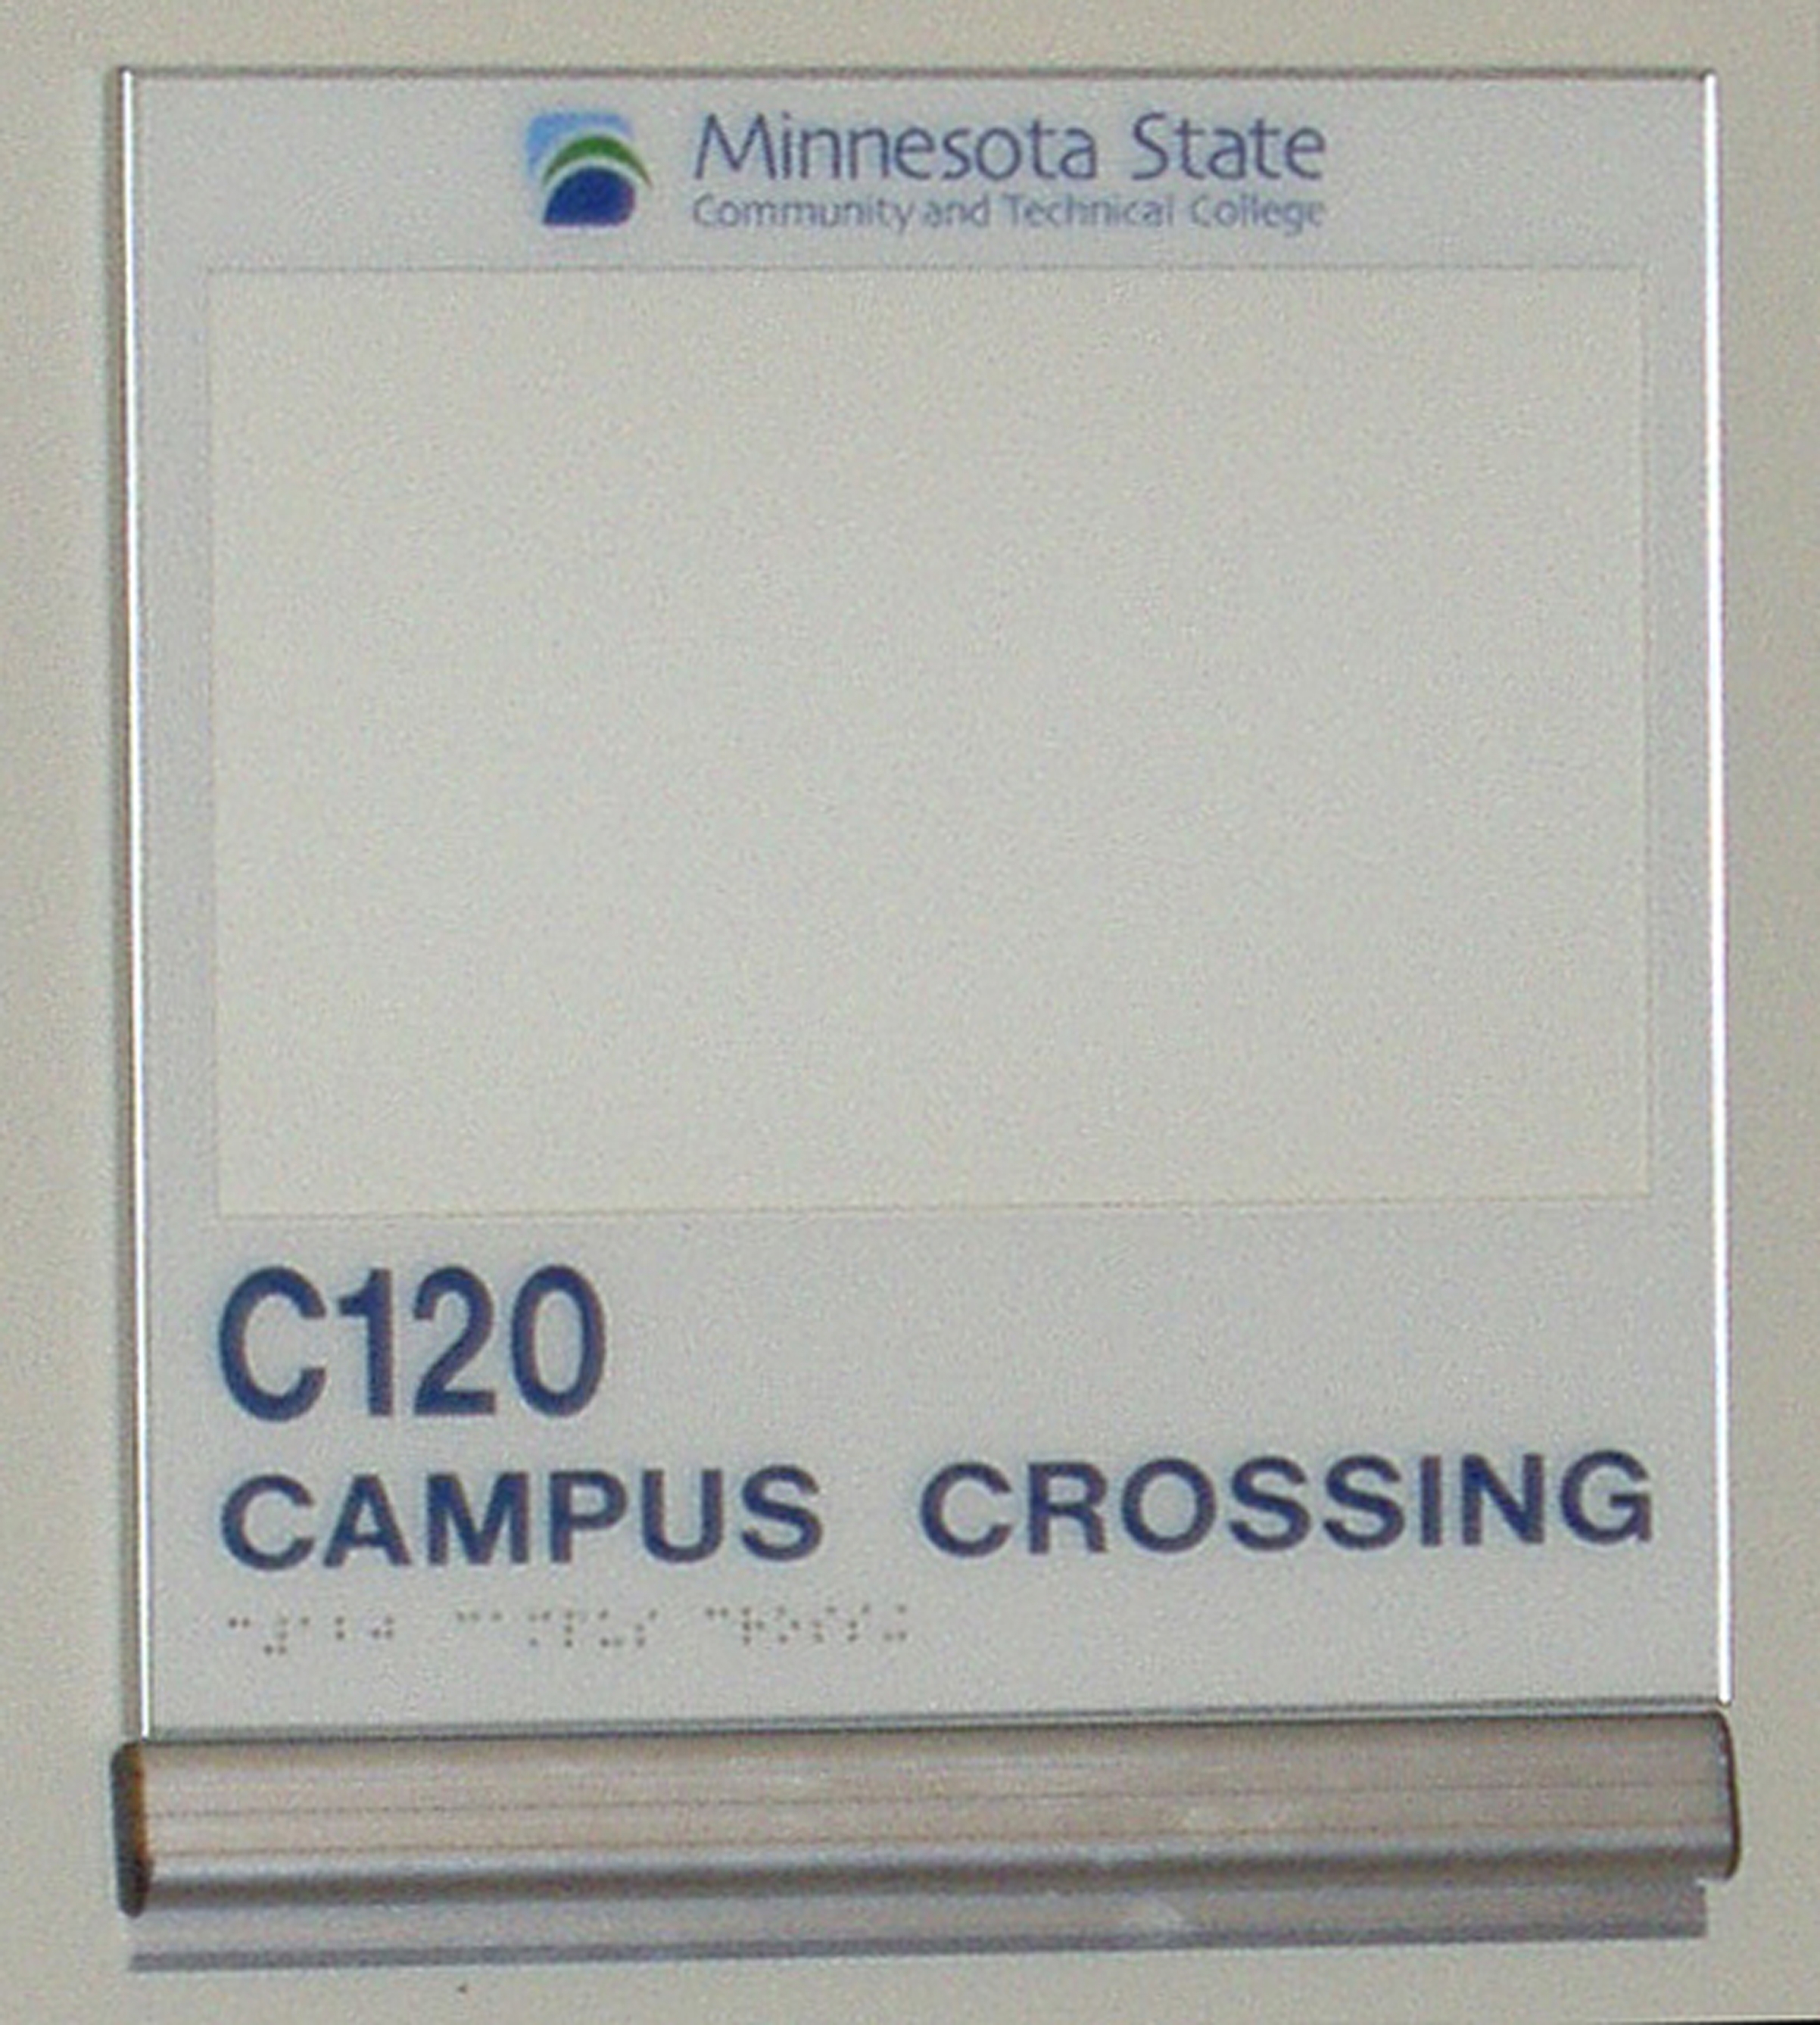 Minnesota State
Community and Technical College
C120
CAMPUS CROSSING